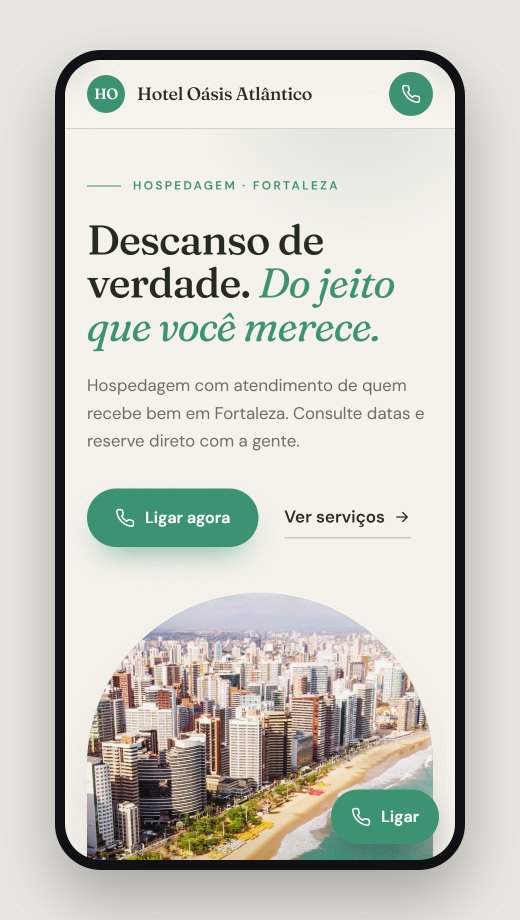 HO Hotel Oásis Atlântico
HOSPEDAGEM · FORTALEZA
Descanso de
verdade. Do jeito
que você merece.
Hospedagem com atendimento de quem
recebe bem em Fortaleza. Consulte datas e
reserve direto com a gente.
Ligar agora
Ver serviços →
Ligar